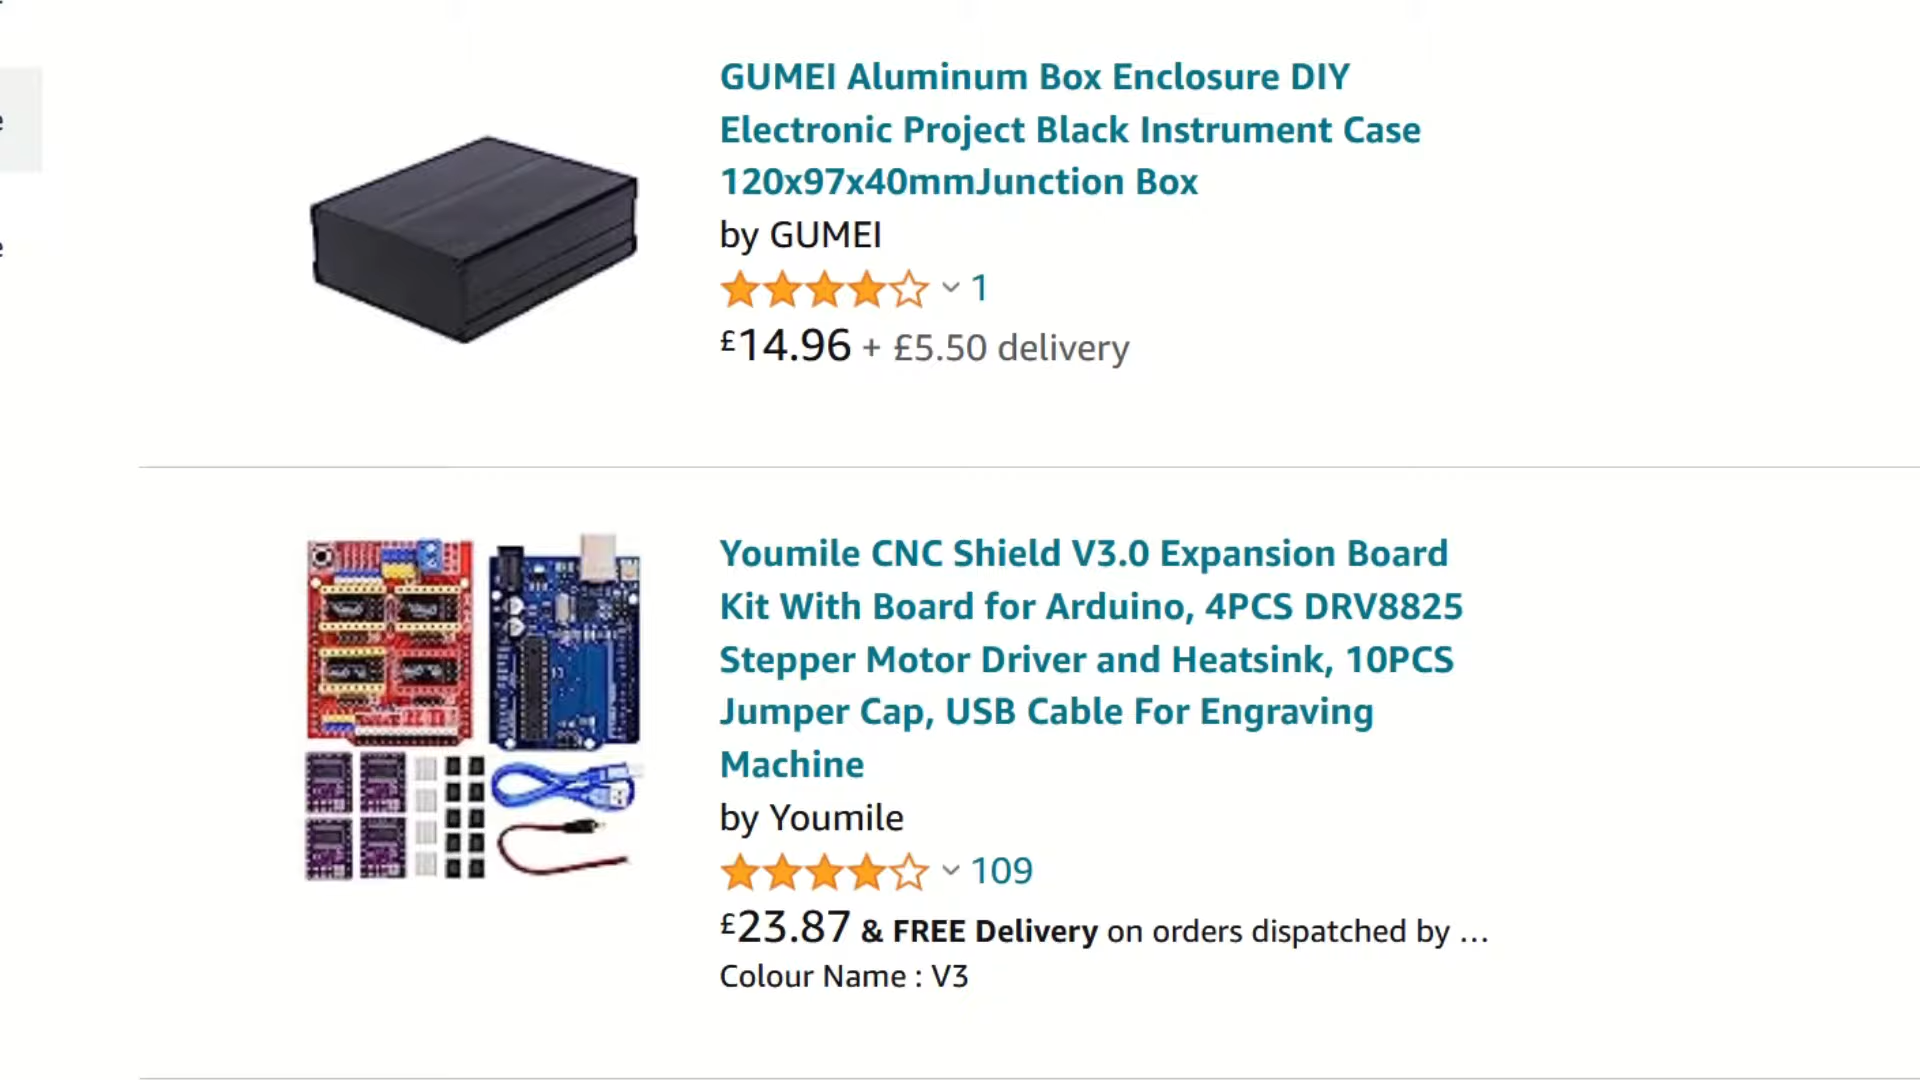 GUMEI Aluminum Box Enclosure DIY
Electronic Project Black Instrument Case
120x97x40mmJunction Box
by GUMEI
1
£14.96 + £5.50 delivery
Youmile CNC Shield V3.0 Expansion Board
Kit With Board for Arduino, 4PCS DRV8825
Stepper Motor Driver and Heatsink, 10PCS
Jumper Cap, USB Cable For Engraving
Machine
by Youmile
109
£23.87 & FREE Delivery on orders dispatched by ...
Colour Name : V3